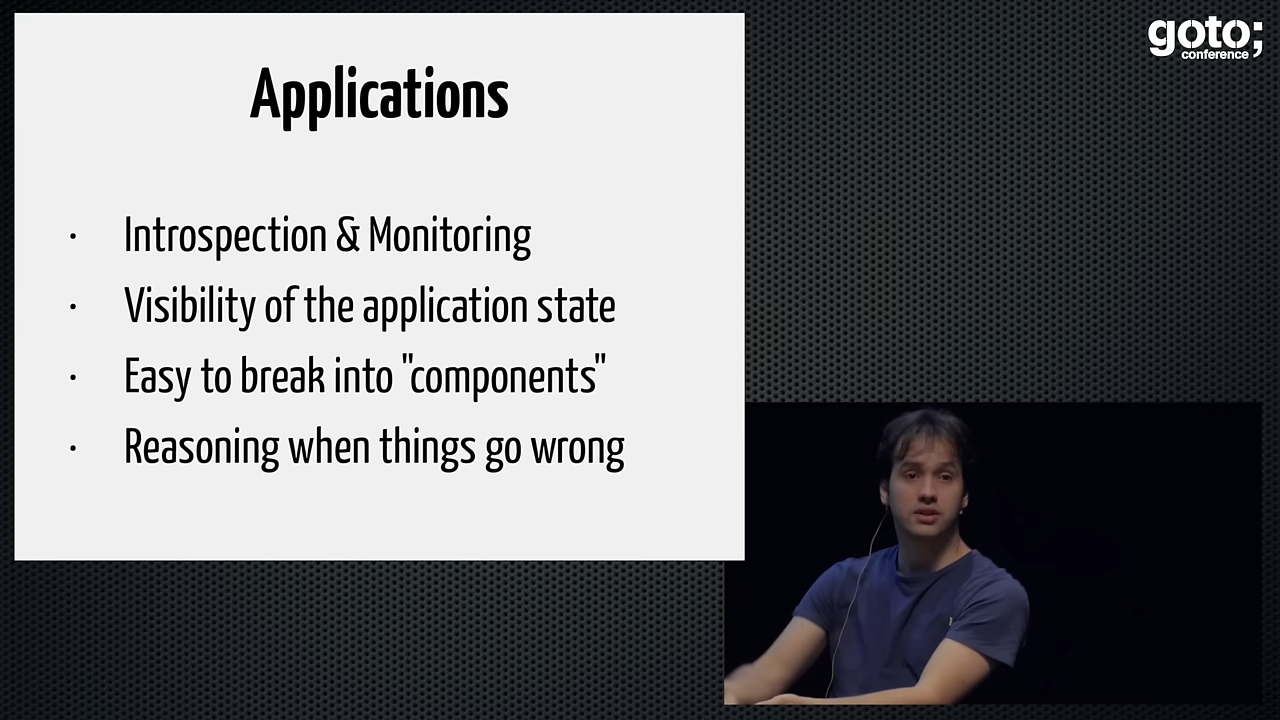 Applications
· Introspection & Monitoring
· Visibility of the application state
· Easy to break into "components"
· Reasoning when things go wrong
goto;
conference